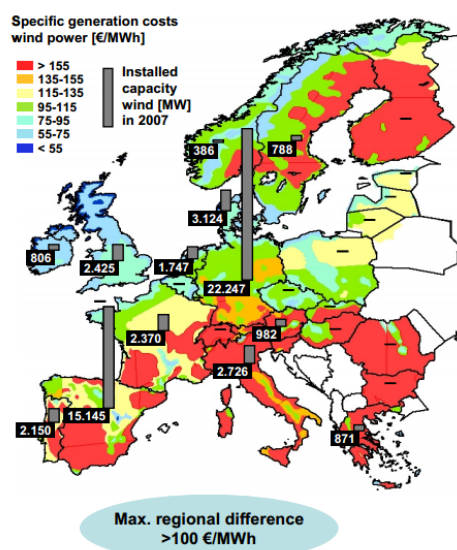 Specific generation costs
wind power [€/MWh]
> 155
135-155
115-135
95-115
75-95
55-75
< 55
Installed
capacity
wind [MW]
in 2007
386
788
3.124
806
2.425
1.747
22.247
2.370
982
2.726
15.145
2.150
871
Max. regional difference
>100 €/MWh